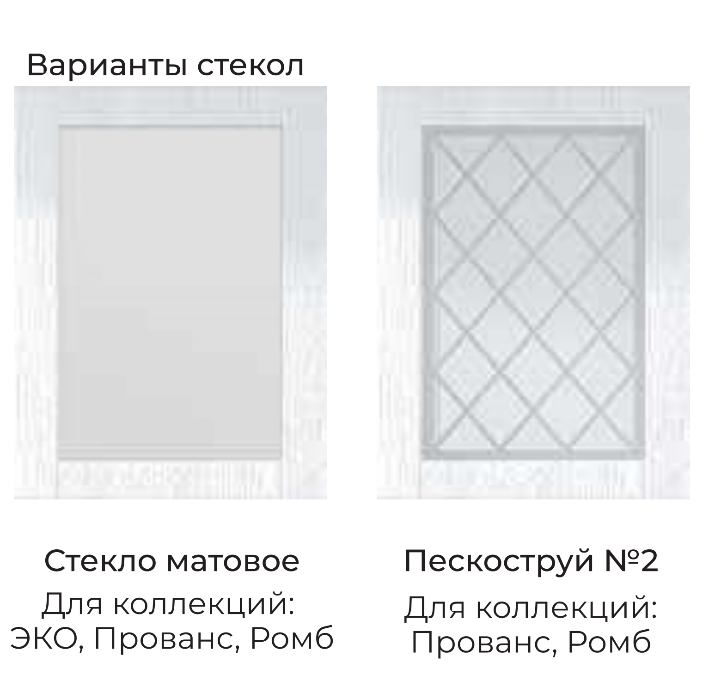 Варианты стекол
Стекло матовое
Для коллекций:
ЭКО, Прованс, Ромб
Пескоструй №2
Для коллекций:
Прованс, Ромб